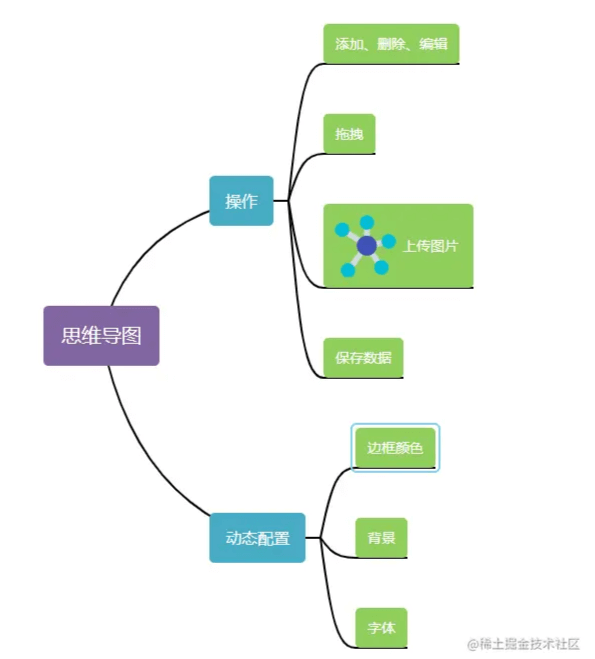 思维导图
操作
添加、删除、编辑
拖拽
上传图片
保存数据
动态配置
边框颜色
背景
字体
@稀土掘金技术社区